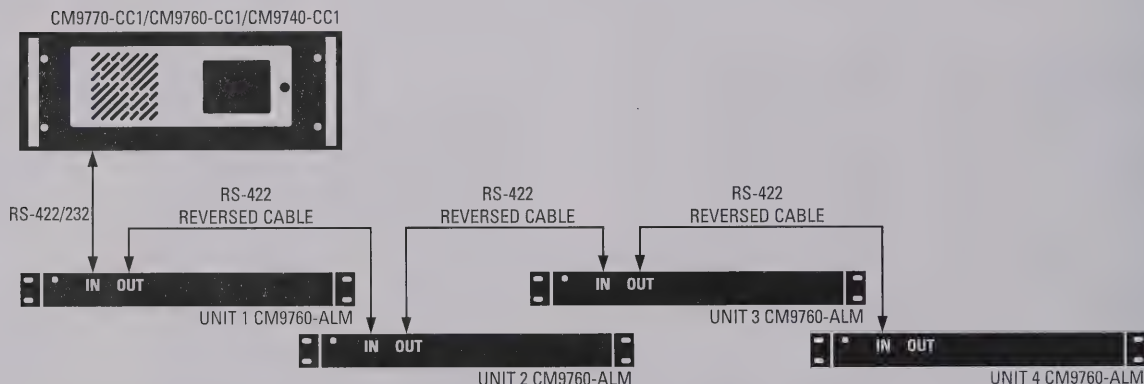 CM9770-CC1/CM9760-CC1/CM9740-CC1
RS-422/232
RS-422
REVERSED CABLE
RS-422
REVERSED CABLE
RS-422
REVERSED CABLE
IN OUT
UNIT 1 CM9760-ALM
IN OUT
UNIT 2 CM9760-ALM
IN OUT
UNIT 3 CM9760-ALM
IN OUT
UNIT 4 CM9760-ALM